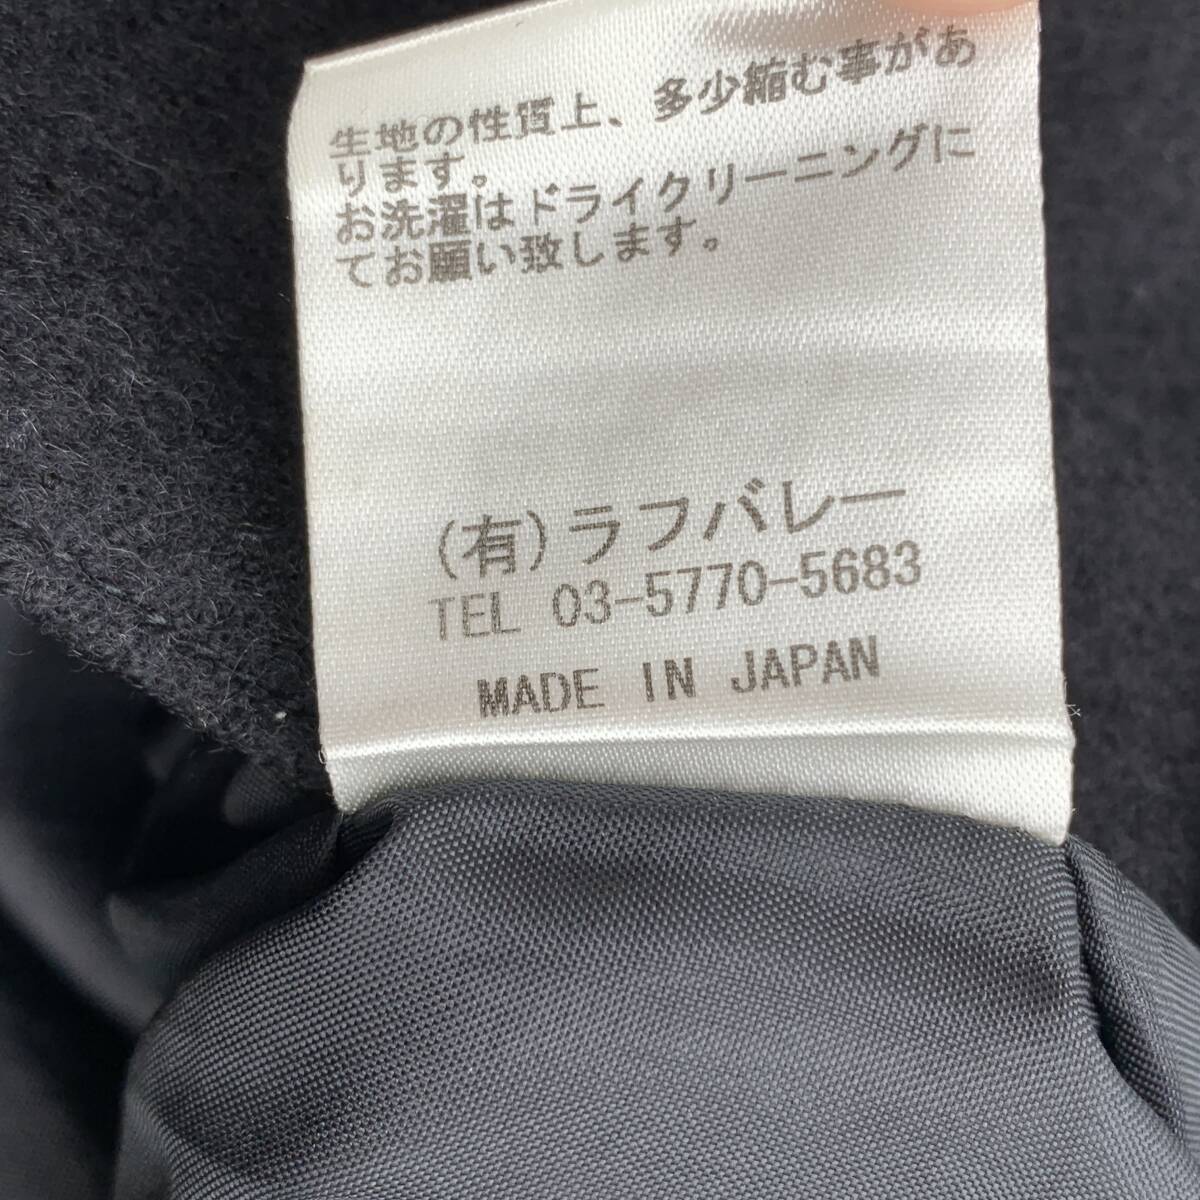 生地の性質上、多少縮む事があ
ります。
お洗濯はドライクリーニングに
てお願い致します。
(有)ラフバレー
TEL 03-5770-5683
MADE IN JAPAN